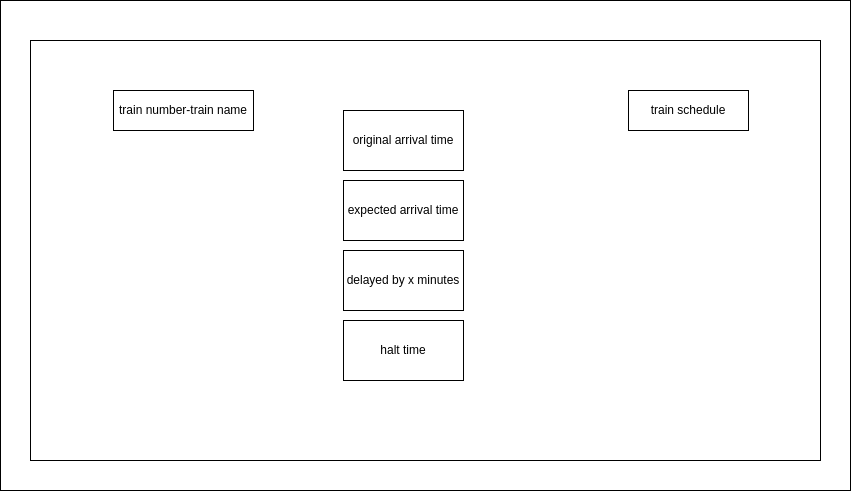 train number-train name
train schedule
original arrival time
expected arrival time
delayed by x minutes
halt time